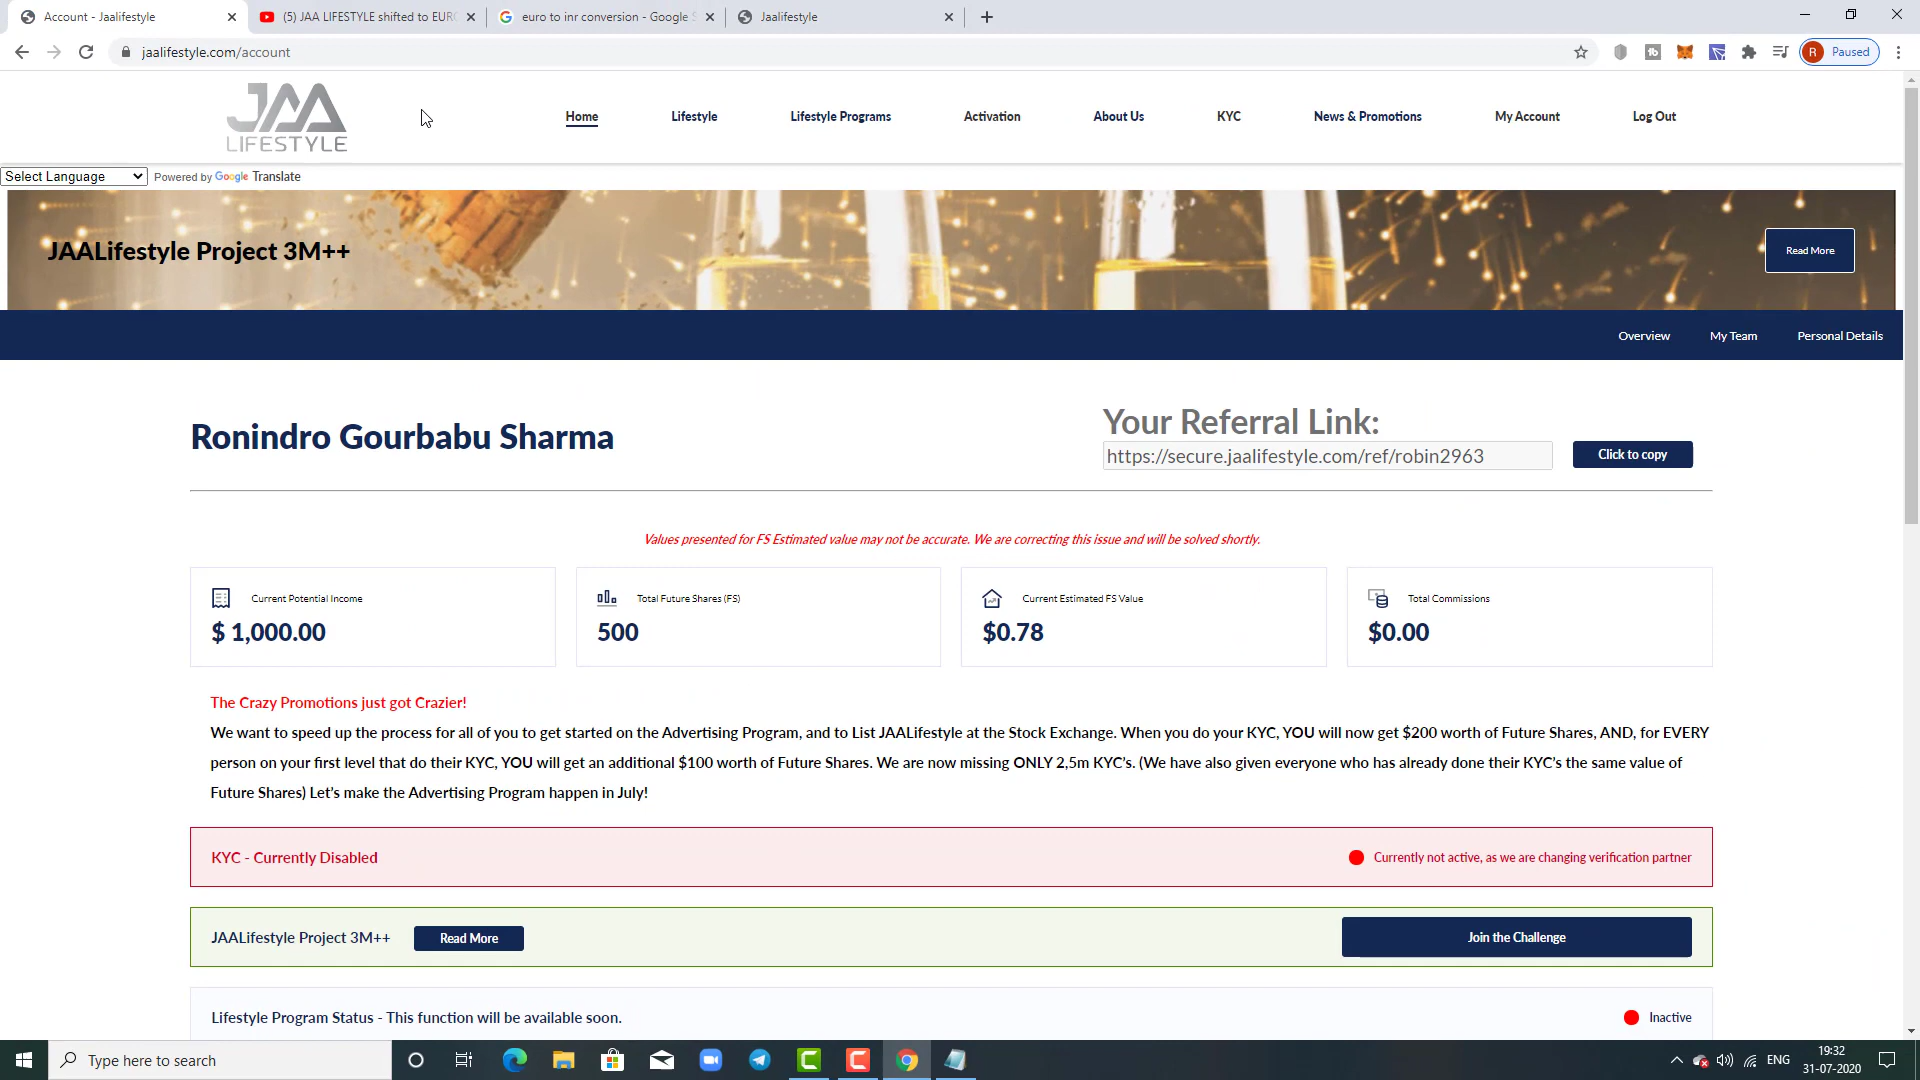 Account - Jaalifestyle
(5) JAA LIFESTYLE shifted to EURO
euro to inr conversion - Google S
Jaalifestyle
jaalifestyle.com/account
R Paused
JAA
LIFESTYLE
Home
Lifestyle
Lifestyle Programs
Activation
About Us
KYC
News & Promotions
My Account
Log Out
Select Language
Powered by Google Translate
JAALifestyle Project 3M++
Read More
Overview
My Team
Personal Details
Ronindro Gourbabu Sharma
Your Referral Link:
https://secure.jaalifestyle.com/ref/robin2963
Click to copy
Values presented for FS Estimated value may not be accurate. We are correcting this issue and will be solved shortly.
Current Potential Income
$ 1,000.00
Total Future Shares (FS)
500
Current Estimated FS Value
$0.78
Total Commissions
$0.00
The Crazy Promotions just got Crazier!
We want to speed up the process for all of you to get started on the Advertising Program, and to List JAALifestyle at the Stock Exchange. When you do your KYC, YOU will now get $200 worth of Future Shares, AND, for EVERY
person on your first level that do their KYC, YOU will get an additional $100 worth of Future Shares. We are now missing ONLY 2,5m KYC's. (We have also given everyone who has already done their KYC's the same value of
Future Shares) Let's make the Advertising Program happen in July!
KYC - Currently Disabled
Currently not active, as we are changing verification partner
JAALifestyle Project 3M++
Read More
Join the Challenge
Lifestyle Program Status - This function will be available soon.
Inactive
Type here to search
ENG
19:32
31-07-2020